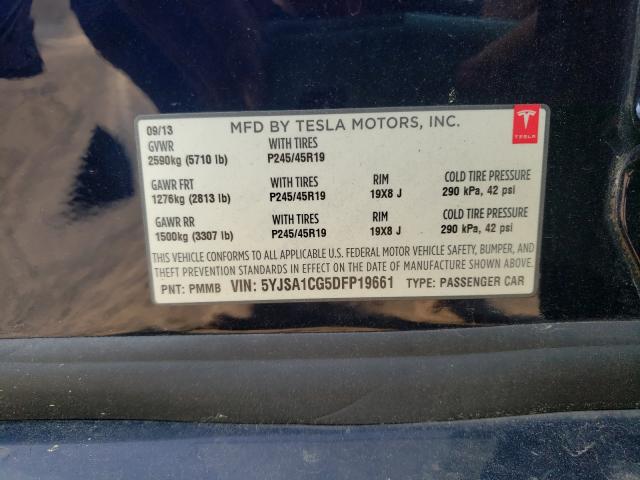 09/13 MFD BY TESLA MOTORS, INC.
TESLA
GVWR WITH TIRES
2590kg (5710 lb) P245/45R19
GAWR FRT WITH TIRES RIM COLD TIRE PRESSURE
1276kg (2813 lb) P245/45R19 19X8 J 290 kPa, 42 psi
GAWR RR WITH TIRES RIM COLD TIRE PRESSURE
1500kg (3307 lb) P245/45R19 19X8 J 290 kPa, 42 psi
THIS VEHICLE CONFORMS TO ALL APPLICABLE U.S. FEDERAL MOTOR VEHICLE SAFETY, BUMPER, AND
THEFT PREVENTION STANDARDS IN EFFECT ON THE DATE OF MANUFACTURE SHOWN ABOVE.
PNT: PMMB VIN: 5YJSA1CG5DFP19661 TYPE: PASSENGER CAR